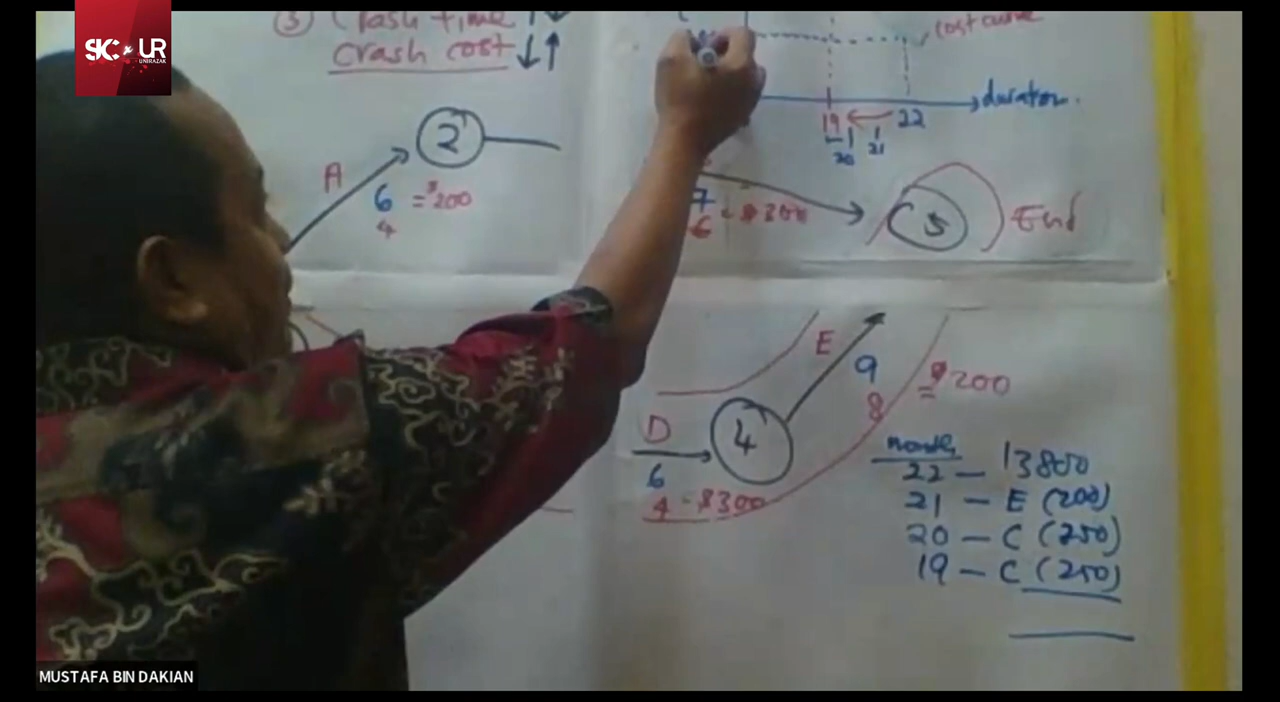 SKOUR
UNIRAZAK
③ Crash time ↑↓
Crash cost ↓↑
cost curve
duration.
19 ← 22
20 21
2
A
6 = $200
4
7
6 - $300
5
End
E
9
8 = $200
D
6
4 - $300
4
month
22 - 13800
21 - E (200)
20 - C (250)
19 - C (250)
MUSTAFA BIN DAKIAN